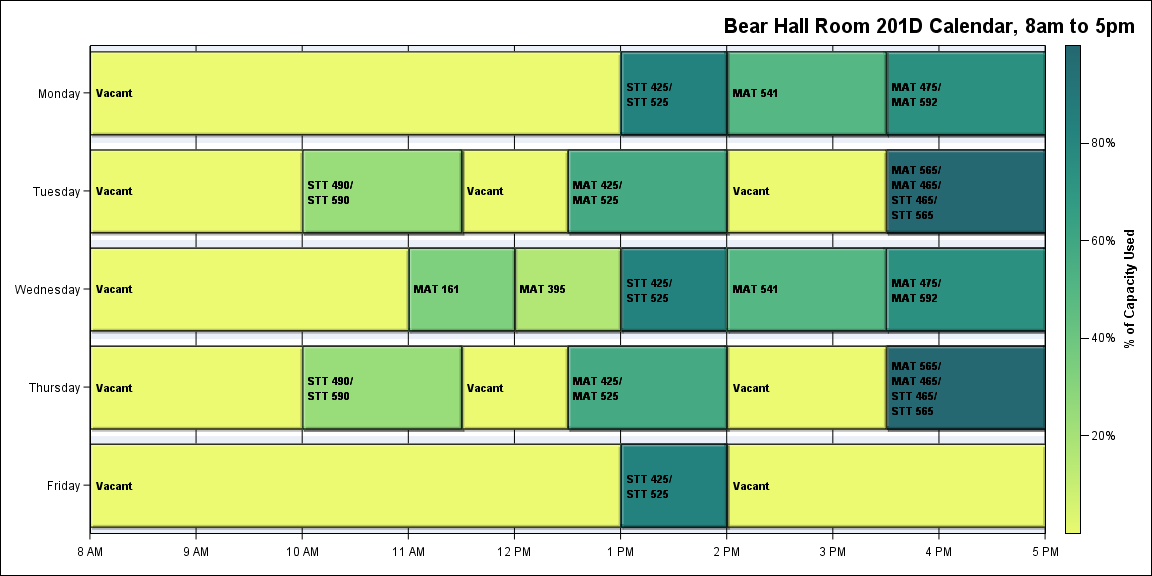 Bear Hall Room 201D Calendar, 8am to 5pm
Monday
Vacant
STT 425/
STT 525
MAT 541
MAT 475/
MAT 592
Tuesday
Vacant
STT 490/
STT 590
Vacant
MAT 425/
MAT 525
Vacant
MAT 565/
MAT 465/
STT 465/
STT 565
Wednesday
Vacant
MAT 161
MAT 395
STT 425/
STT 525
MAT 541
MAT 475/
MAT 592
Thursday
Vacant
STT 490/
STT 590
Vacant
MAT 425/
MAT 525
Vacant
MAT 565/
MAT 465/
STT 465/
STT 565
Friday
Vacant
STT 425/
STT 525
Vacant
8 AM
9 AM
10 AM
11 AM
12 PM
1 PM
2 PM
3 PM
4 PM
5 PM
80%
60%
40%
20%
% of Capacity Used